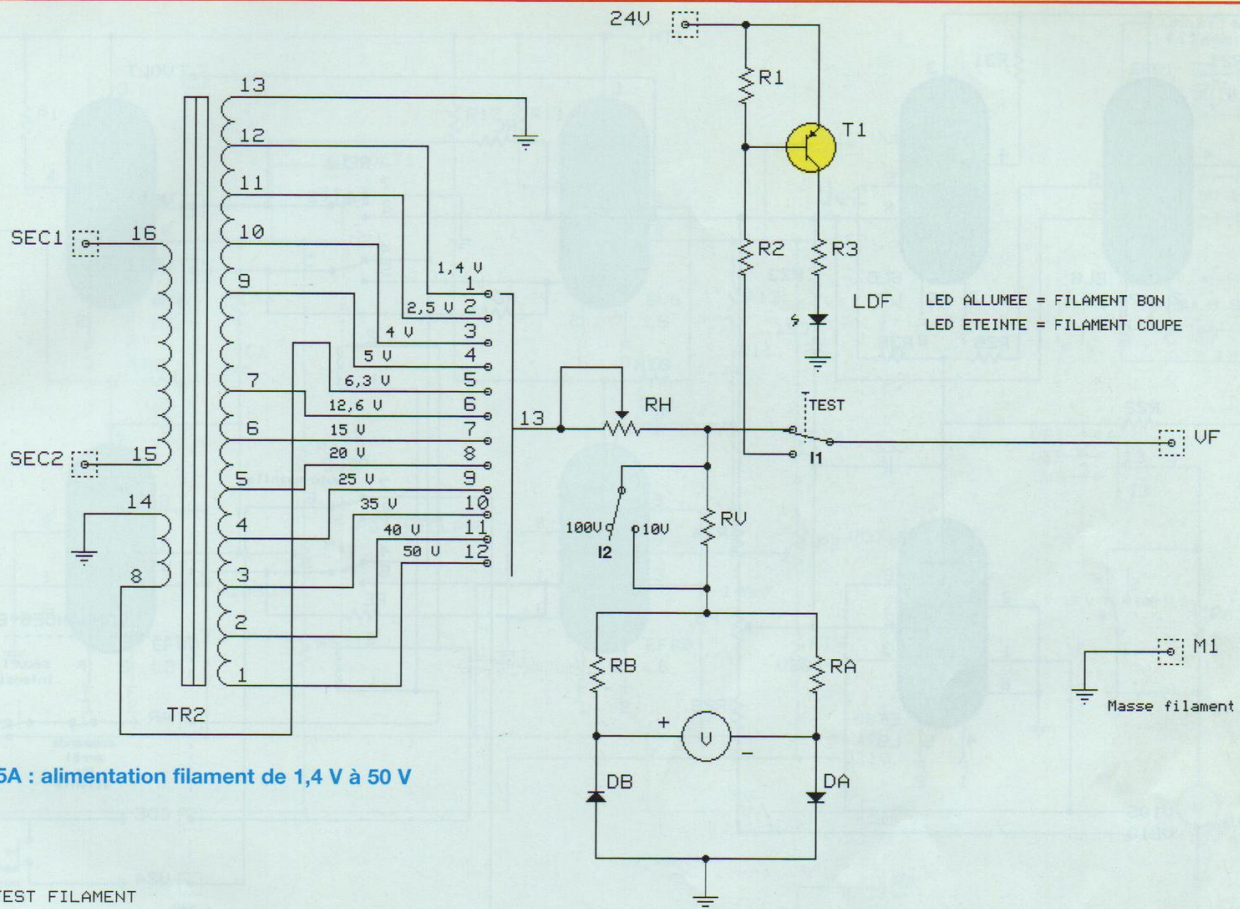 24V
R1
T1
13
12
11
10
9
7
6
5
4
3
2
1
SEC1
16
SEC2
15
14
8
TR2
1,4 V
1
2,5 V 2
4 V
3
5 V
4
6,3 V
5
12,6 V
6
15 V
7
20 V
8
25 V
9
35 V
10
40 V
11
50 V
12
13
RH
R2
R3
LDF
LED ALLUMEE = FILAMENT BON
LED ETEINTE = FILAMENT COUPE
TEST
I1
VF
100V
10V
I2
RV
RB
RA
+
V
-
DB
DA
M1
Masse filament
5A : alimentation filament de 1,4 V à 50 V
TEST FILAMENT